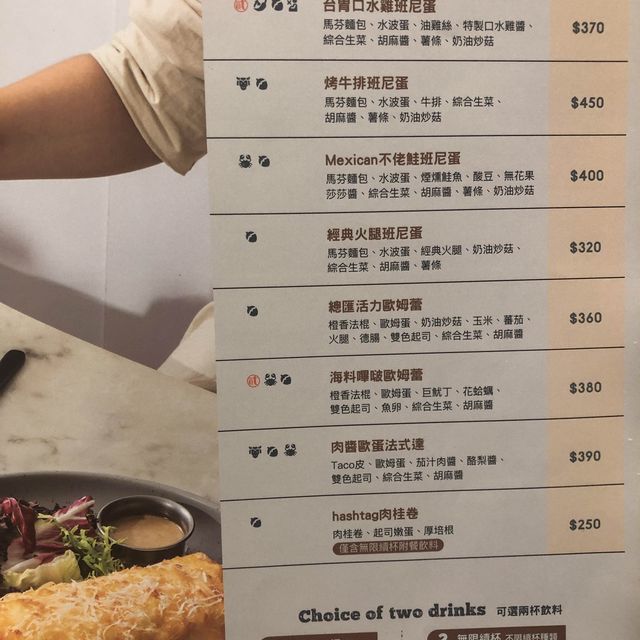 貳
台胃口水雞班尼蛋
馬芬麵包、水波蛋、油雞絲、特製口水雞醬、
綜合生菜、胡麻醬、薯條、奶油炒菇
$370
烤牛排班尼蛋
馬芬麵包、水波蛋、牛排、綜合生菜、
胡麻醬、薯條、奶油炒菇
$450
Mexican不佬鮭班尼蛋
馬芬麵包、水波蛋、煙燻鮭魚、酸豆、無花果
莎莎醬、綜合生菜、胡麻醬、薯條、奶油炒菇
$400
經典火腿班尼蛋
馬芬麵包、水波蛋、經典火腿、奶油炒菇、
綜合生菜、胡麻醬、薯條
$320
總匯活力歐姆蕾
橙香法棍、歐姆蛋、奶油炒菇、玉米、蕃茄、
火腿、德腸、雙色起司、綜合生菜、胡麻醬
$360
貳
海料嗶啵歐姆蕾
橙香法棍、歐姆蛋、巨魷丁、花蛤蠣、
雙色起司、魚卵、綜合生菜、胡麻醬
$380
肉醬歐蛋法式達
Taco皮、歐姆蛋、茄汁肉醬、酪梨醬、
雙色起司、綜合生菜、胡麻醬
$390
hashtag肉桂卷
肉桂卷、起司嫩蛋、厚培根
僅含無限續杯附餐飲料
$250
Choice of two drinks 可選兩杯飲料
2 無限續杯 不同續杯種類